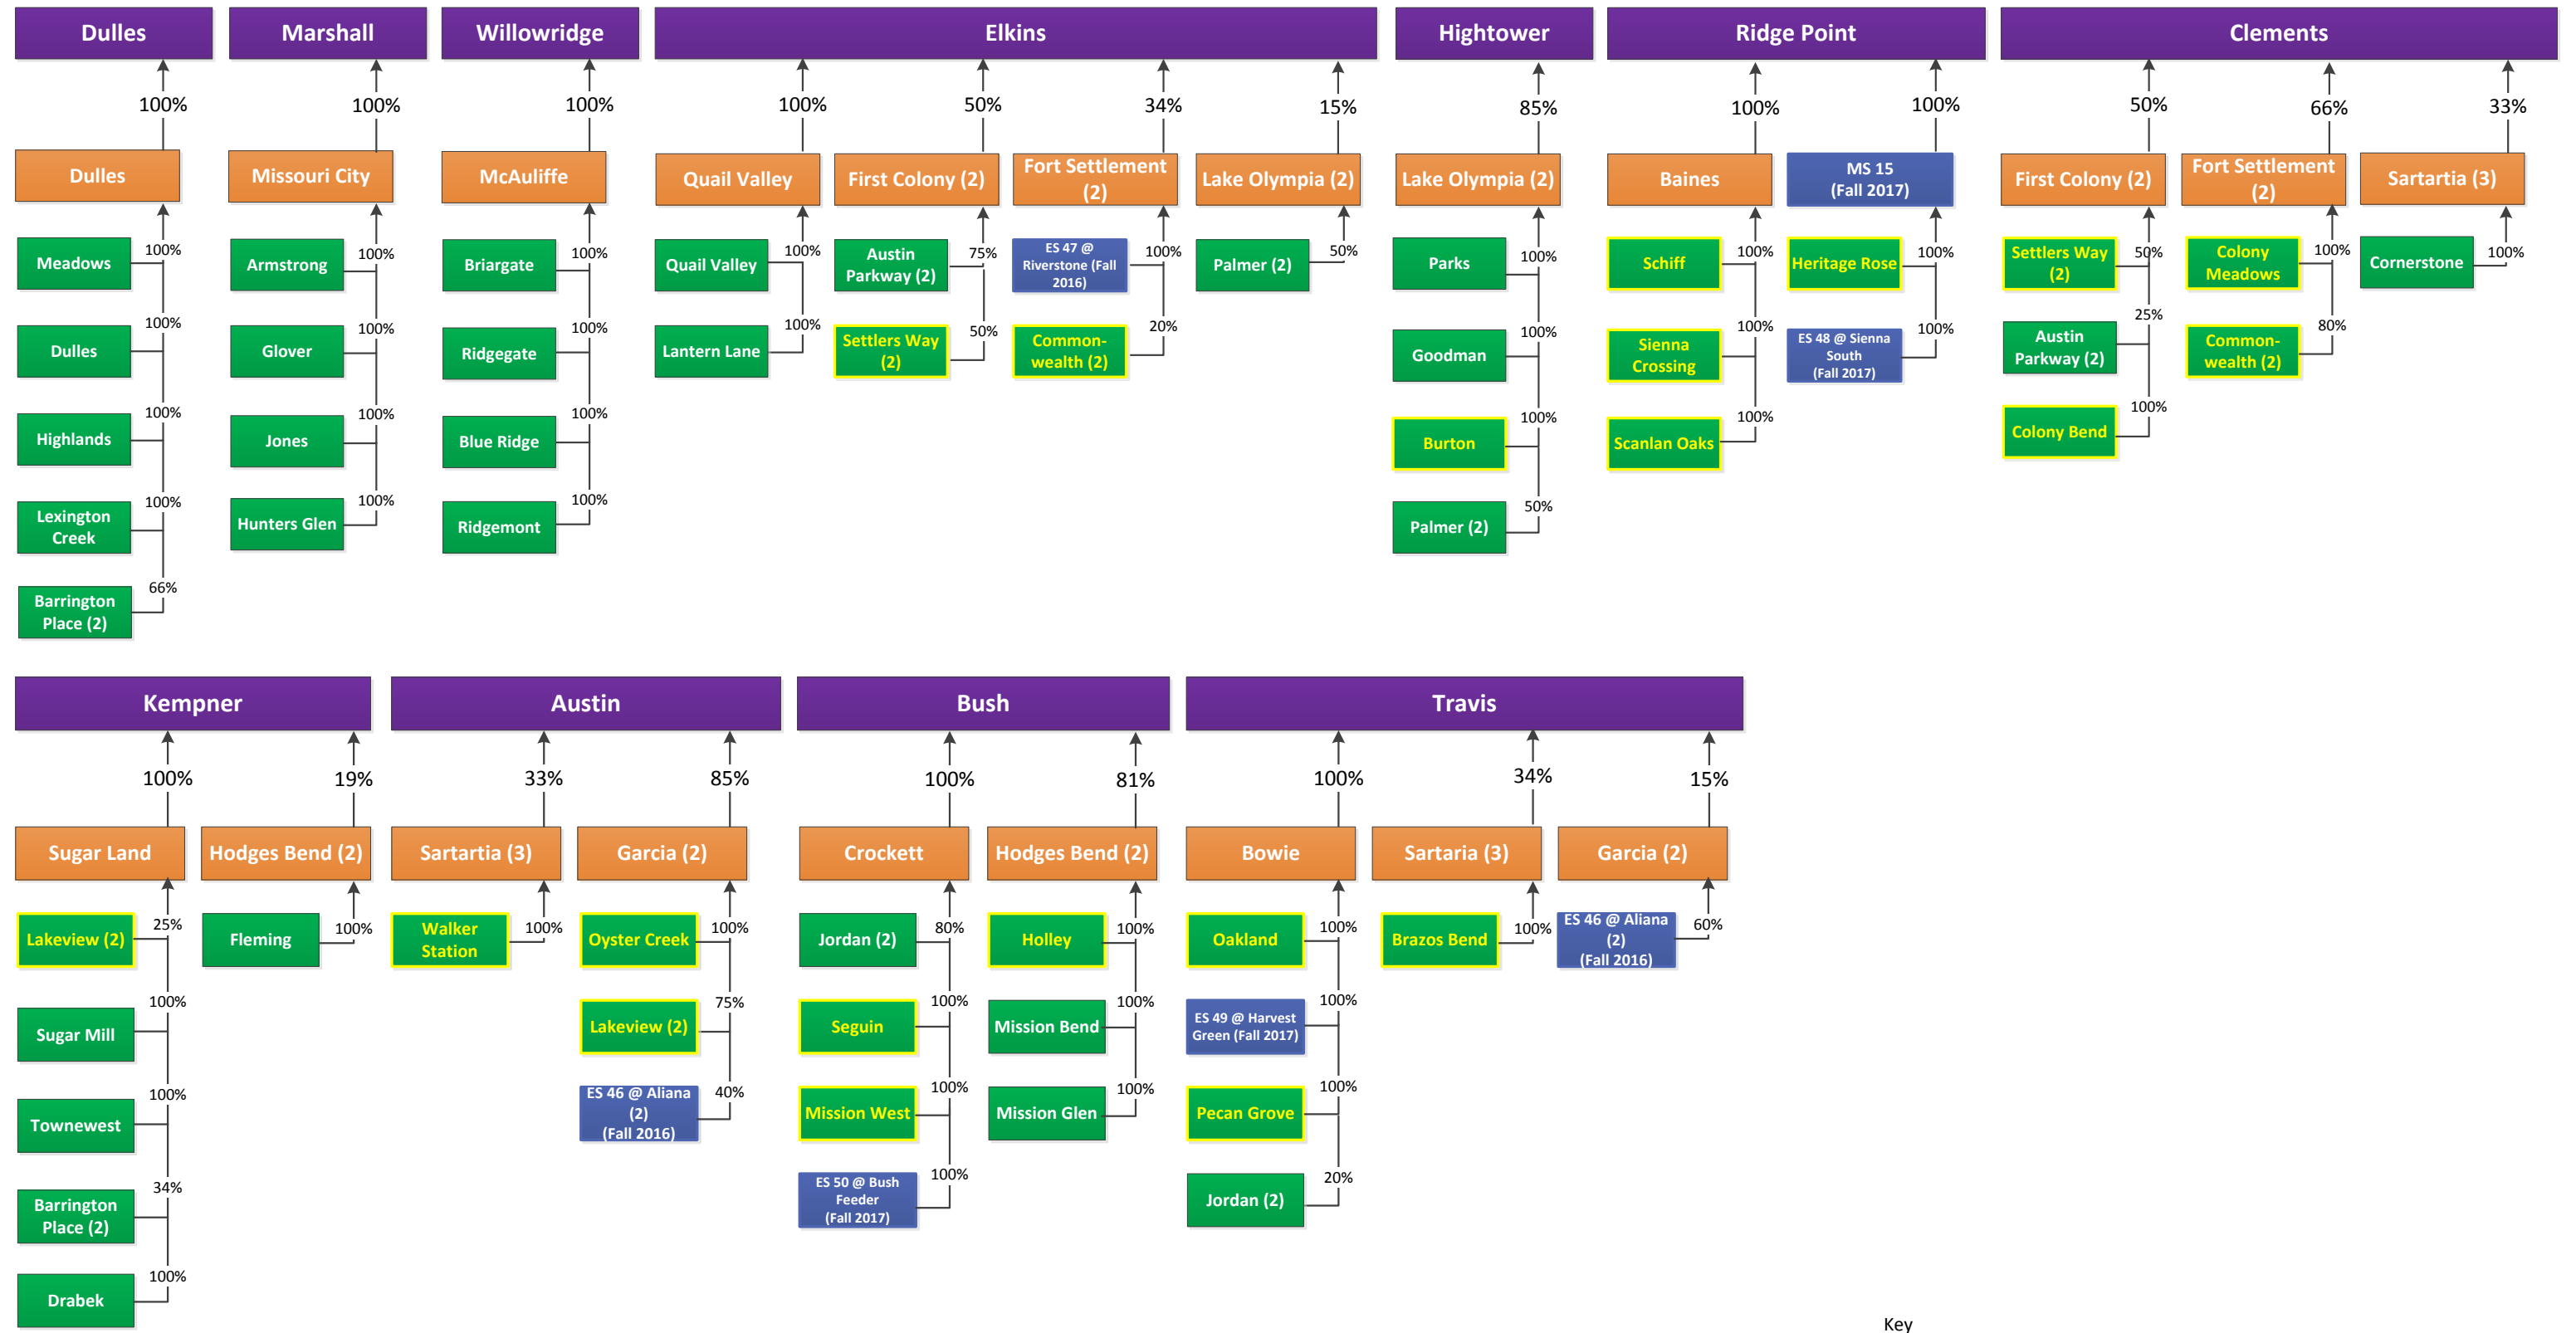 Dulles
Marshall
Willowridge
Elkins
Hightower
Ridge Point
Clements
100%
100%
100%
100%
50%
34%
15%
85%
100%
100%
50%
66%
33%
Dulles
Missouri City
McAuliffe
Quail Valley
First Colony (2)
Fort Settlement
(2)
Lake Olympia (2)
Lake Olympia (2)
Baines
MS 15
(Fall 2017)
First Colony (2)
Fort Settlement
(2)
Sartartia (3)
Meadows
100%
Dulles
100%
Highlands
100%
Lexington
Creek
100%
Barrington
Place (2)
66%
Armstrong
100%
Glover
100%
Jones
100%
Hunters Glen
100%
Briargate
100%
Ridgegate
100%
Blue Ridge
100%
Ridgemont
100%
Quail Valley
100%
Lantern Lane
100%
Austin
Parkway (2)
75%
Settlers Way
(2)
50%
ES 47 @
Riverstone (Fall
2016)
100%
Common-
wealth (2)
20%
Palmer (2)
50%
Parks
100%
Goodman
100%
Burton
100%
Palmer (2)
50%
Schiff
100%
Sienna
Crossing
100%
Scanlan Oaks
100%
Heritage Rose
100%
ES 48 @ Sienna
South
(Fall 2017)
100%
Settlers Way
(2)
50%
Austin
Parkway (2)
25%
Colony Bend
100%
Colony
Meadows
100%
Common-
wealth (2)
80%
Cornerstone
100%
Kempner
Austin
Bush
Travis
100%
19%
33%
85%
100%
81%
100%
34%
15%
Sugar Land
Hodges Bend (2)
Sartartia (3)
Garcia (2)
Crockett
Hodges Bend (2)
Bowie
Sartaria (3)
Garcia (2)
Lakeview (2)
25%
Sugar Mill
100%
Townewest
100%
Barrington
Place (2)
34%
Drabek
100%
Fleming
100%
Walker
Station
100%
Oyster Creek
100%
Lakeview (2)
75%
ES 46 @ Aliana
(2)
(Fall 2016)
40%
Jordan (2)
80%
Seguin
100%
Mission West
100%
ES 50 @ Bush
Feeder
(Fall 2017)
100%
Holley
100%
Mission Bend
100%
Mission Glen
100%
Oakland
100%
ES 49 @ Harvest
Green (Fall 2017)
100%
Pecan Grove
100%
Jordan (2)
20%
Brazos Bend
100%
ES 46 @ Aliana
(2)
(Fall 2016)
60%
Key